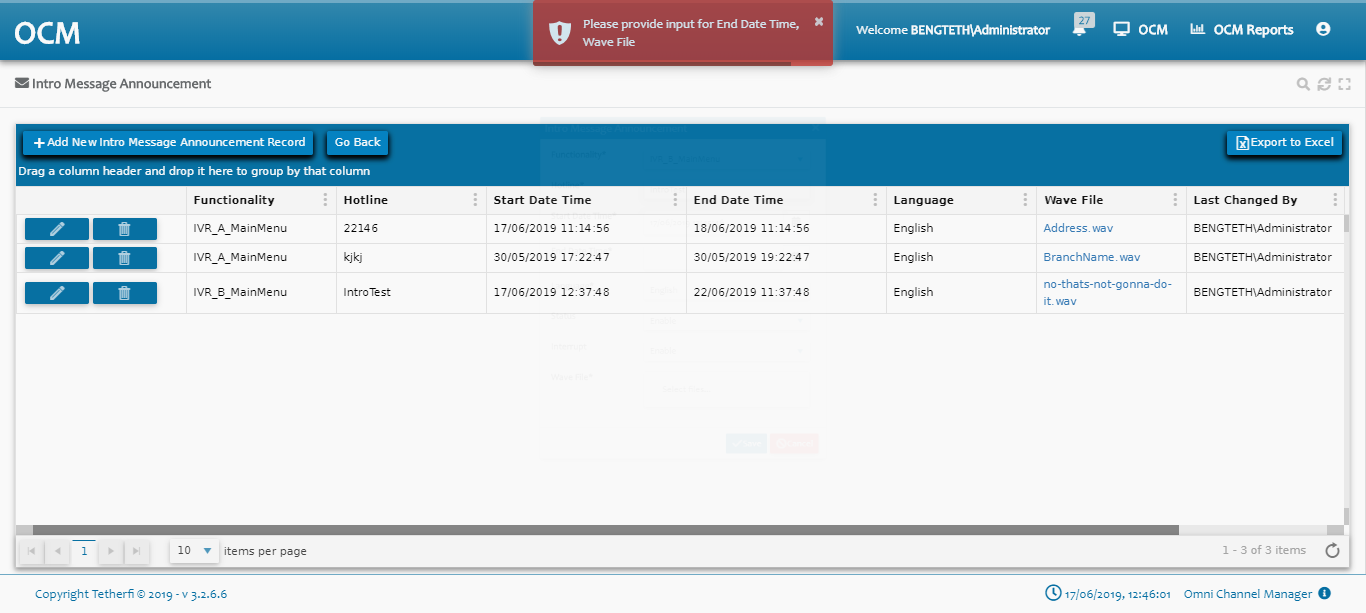 OCM
Please provide input for End Date Time,
Wave File
Welcome BENGTETH\Administrator
27
OCM
OCM Reports
Intro Message Announcement
Add New Intro Message Announcement Record
Go Back
Export to Excel
Drag a column header and drop it here to group by that column
Functionality Hotline Start Date Time End Date Time Language Wave File Last Changed By
IVR_A_MainMenu 22146 17/06/2019 11:14:56 18/06/2019 11:14:56 English Address.wav BENGTETH\Administrator
IVR_A_MainMenu kjkj 30/05/2019 17:22:47 30/05/2019 19:22:47 English BranchName.wav BENGTETH\Administrator
IVR_B_MainMenu IntroTest 17/06/2019 12:37:48 22/06/2019 11:37:48 English no-thats-not-gonna-do-
it.wav BENGTETH\Administrator
1
10 items per page
1 - 3 of 3 items
Copyright Tetherfi © 2019 - v 3.2.6.6
17/06/2019, 12:46:01 Omni Channel Manager